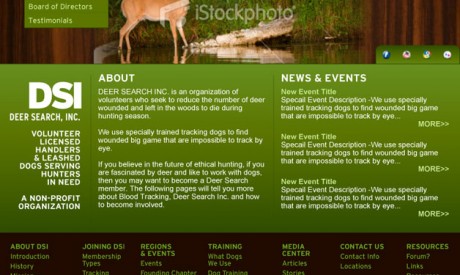 Board of Directors
Testimonials
iStockphoto
DSI
DEER SEARCH, INC.
VOLUNTEER
LICENSED
HANDLERS
& LEASHED
DOGS SERVING
HUNTERS
IN NEED
A NON-PROFIT
ORGANIZATION
ABOUT
DEER SEARCH INC. is an organization of
volunteers who seek to reduce the number of deer
wounded and left in the woods to die during
hunting season.
We use specially trained tracking dogs to find
wounded big game that are impossible to track by
eye.
If you believe in the future of ethical hunting, if you
are fascinated by deer and like to work with dogs,
then you may want to become a Deer Search
member. The following pages will tell you more
about Blood Tracking, Deer Search Inc. and how
to become involved.
NEWS & EVENTS
New Event Title
Specail Event Description -We use specially
trained tracking dogs to find wounded big game
that are impossible to track by eye...
MORE>>
New Event Title
Specail Event Description -We use specially
trained tracking dogs to find wounded big game
that are impossible to track by eye...
MORE>>
New Event Title
Specail Event Description -We use specially
trained tracking dogs to find wounded big game
that are impossible to track by eye...
MORE>>
ABOUT DSI
Introduction
History
JOINING DSI
Membership
Types
Tracking
REGIONS
& EVENTS
Events
Founding Chapter
TRAINING
What Dogs
We Use
Dog Training
MEDIA
CENTER
Articles
Stories
CONTACT US
Contact Info
Locations
RESOURCES
Forum?
Links?